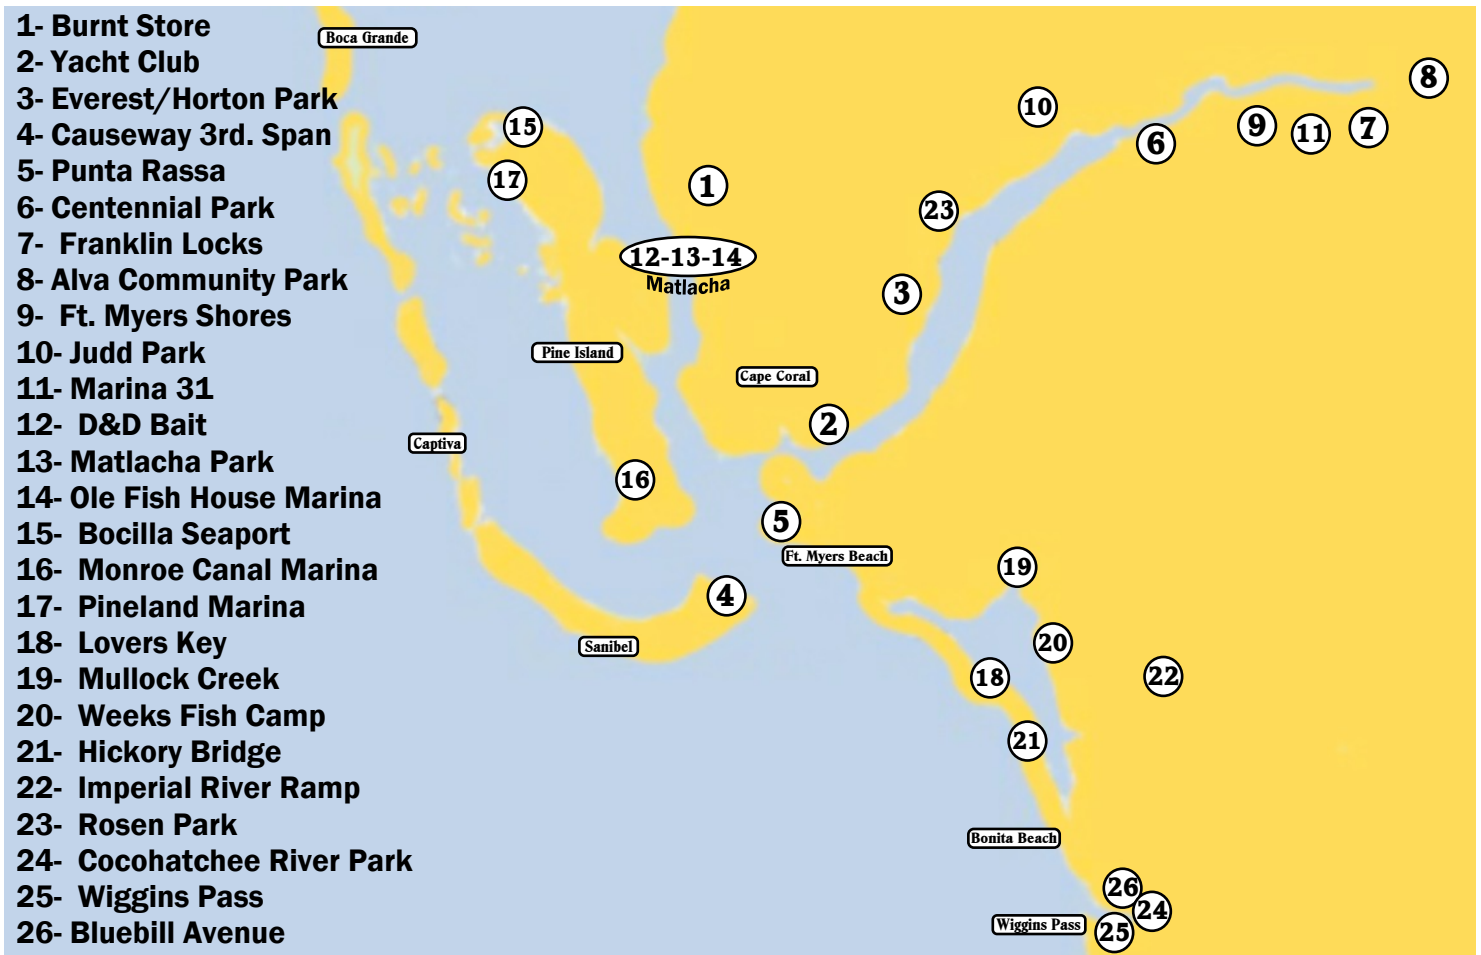 1- Burnt Store
2- Yacht Club
3- Everest/Horton Park
4- Causeway 3rd. Span
5- Punta Rassa
6- Centennial Park
7- Franklin Locks
8- Alva Community Park
9- Ft. Myers Shores
10- Judd Park
11- Marina 31
12- D&D Bait
13- Matlacha Park
14- Ole Fish House Marina
15- Bocilla Seaport
16- Monroe Canal Marina
17- Pineland Marina
18- Lovers Key
19- Mullock Creek
20- Weeks Fish Camp
21- Hickory Bridge
22- Imperial River Ramp
23- Rosen Park
24- Cocohatchee River Park
25- Wiggins Pass
26- Bluebill Avenue
Boca Grande
8
10
15
9
11
7
6
17
1
23
12-13-14
Matlacha
3
Pine Island
Cape Coral
2
Captiva
16
5
Ft. Myers Beach
19
4
Sanibel
20
18
22
21
Bonita Beach
26
24
Wiggins Pass
25